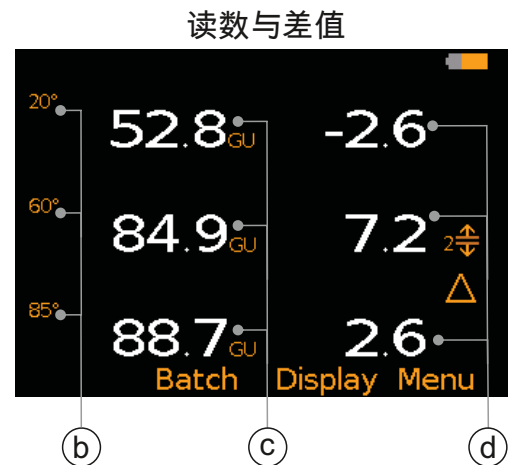 读数与差值
20° 52.8GU -2.6
60° 84.9GU 7.2 2
85° 88.7GU 2.6
Batch Display Menu
b c d